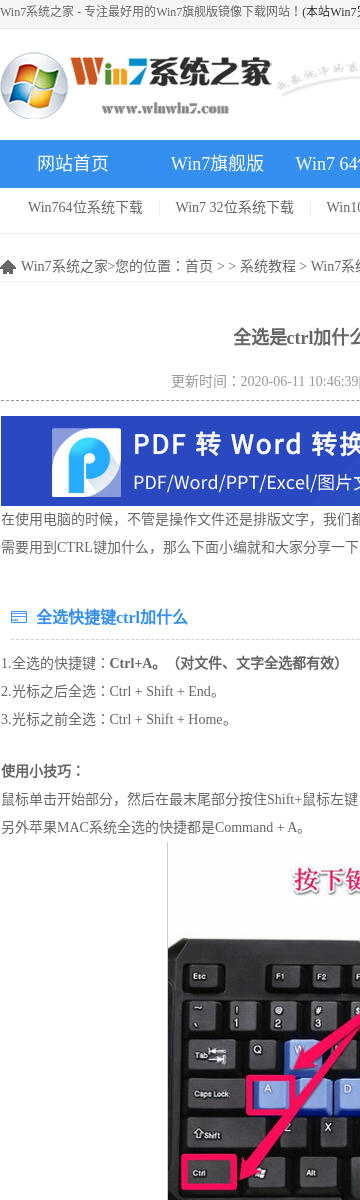 Win7系统之家 - 专注最好用的Win7旗舰版镜像下载网站！(本站Win7
Win7系统之家
www.winwin7.com
做最纯净的系
网站首页 Win7旗舰版 Win7 64
Win764位系统下载 Win7 32位系统下载 Win10
Win7系统之家>您的位置：首页 > > 系统教程 > Win7系统
全选是ctrl加什么
更新时间：2020-06-11 10:46:39
PDF 转 Word 转换
PDF/Word/PPT/Excel/图片文
在使用电脑的时候，不管是操作文件还是排版文字，我们都
需要用到CTRL键加什么，那么下面小编就和大家分享一下
全选快捷键ctrl加什么
1.全选的快捷键：Ctrl+A。（对文件、文字全选都有效）
2.光标之后全选：Ctrl + Shift + End。
3.光标之前全选：Ctrl + Shift + Home。
使用小技巧：
鼠标单击开始部分，然后在最末尾部分按住Shift+鼠标左键
另外苹果MAC系统全选的快捷都是Command + A。
按下键
Esc F1 F2 F
~ ` ! 1 @ 2 # 3 $
Tab Q W
Caps Lock A D
Shift Z X
Ctrl Alt